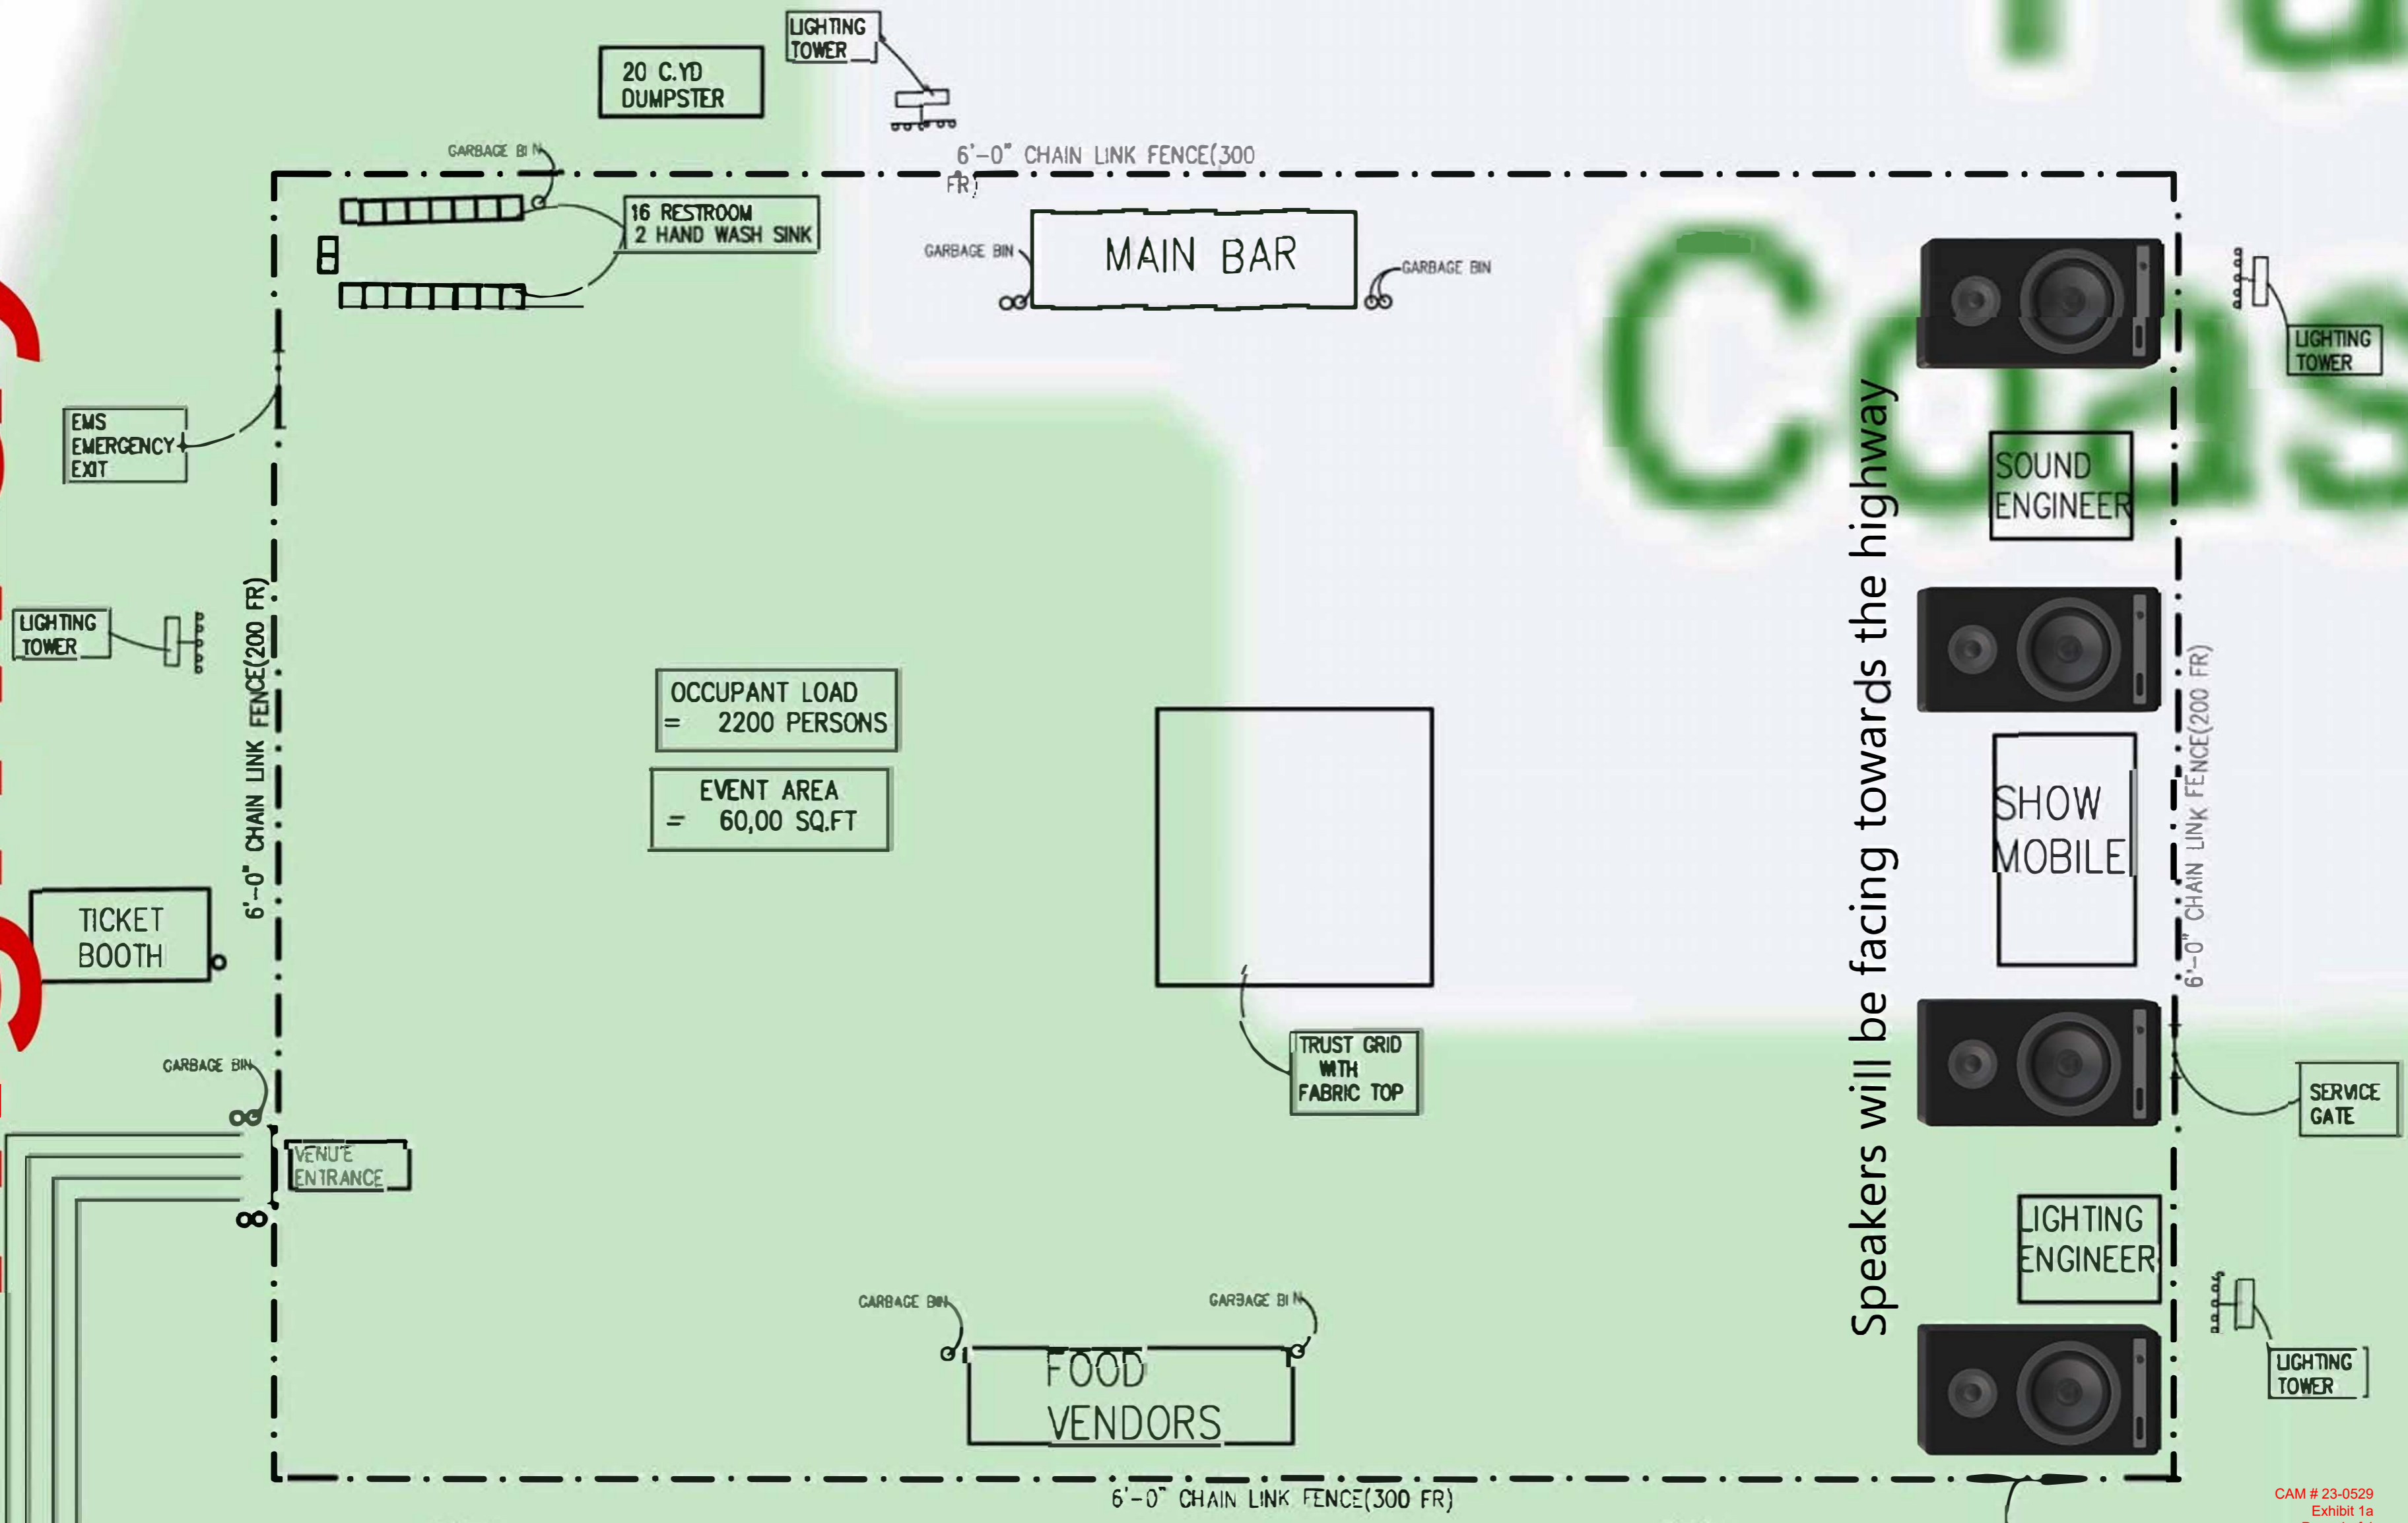 LIGHTING
TOWER
20 C.YD
DUMPSTER
GARBAGE BIN
6'-0" CHAIN LINK FENCE(300
FR)
16 RESTROOM
2 HAND WASH SINK
GARBAGE BIN
MAIN BAR
GARBAGE BIN
Coas
LIGHTING
TOWER
EMS
EMERGENCY
EXIT
SOUND
ENGINEER
Speakers will be facing towards the highway
LIGHTING
TOWER
6'-0" CHAIN LINK FENCE(200 FR)
OCCUPANT LOAD
= 2200 PERSONS
EVENT AREA
= 60,00 SQ.FT
SHOW
MOBILE
6'-0" CHAIN LINK FENCE(200 FR)
TICKET
BOOTH
TRUST GRID
WITH
FABRIC TOP
GARBAGE BIN
SERVICE
GATE
VENUE
ENTRANCE
LIGHTING
ENGINEER
GARBAGE BIN
GARBAGE BIN
FOOD
VENDORS
LIGHTING
TOWER
6'-0" CHAIN LINK FENCE(300 FR)
CAM # 23-0529
Exhibit 1a